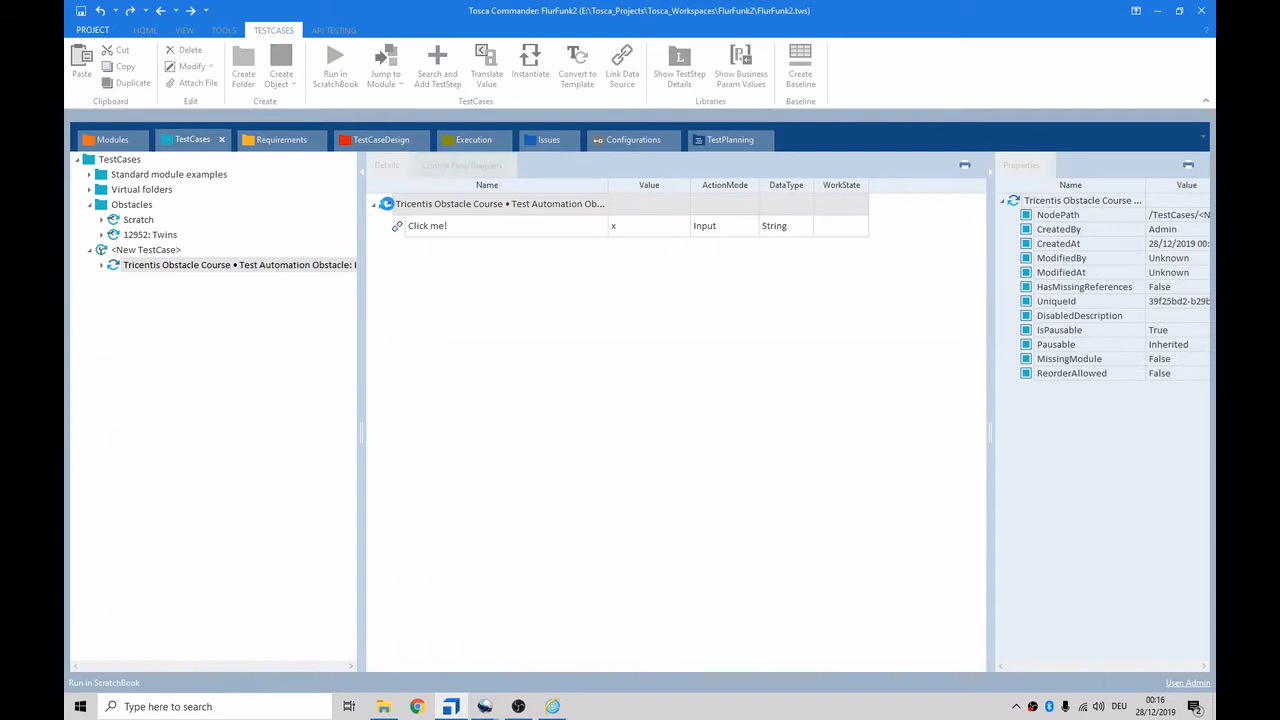 Tosca Commander: FlurFunk2 (E:\Tosca_Projects\Tosca_Workspaces\FlurFunk2\FlurFunk2.tws)
PROJECT HOME VIEW TOOLS TESTCASES API TESTING
Paste Cut Copy Duplicate
Delete Modify Attach File
Create Folder Create Object
Run in ScratchBook Jump to Module Search and Add TestStep Translate Value Instantiate Convert to Template Link Data Source
Show TestStep Details Show Business Param Values
Create Baseline
Clipboard Edit Create TestCases Libraries Baseline
Modules TestCases Requirements TestCaseDesign Execution Issues Configurations TestPlanning
TestCases
Standard module examples
Virtual folders
Obstacles
Scratch
12952: Twins
<New TestCase>
Tricentis Obstacle Course • Test Automation Obstacle:
Details Control Flow Diagram
Name Value ActionMode DataType WorkState
Tricentis Obstacle Course • Test Automation Ob...
Click me! x Input String
Properties
Name Value
Tricentis Obstacle Course ...
NodePath /TestCases/<N
CreatedBy Admin
CreatedAt 28/12/2019 00:
ModifiedBy Unknown
ModifiedAt Unknown
HasMissingReferences False
UniqueId 39f25bd2-b29b
DisabledDescription
IsPausable True
Pausable Inherited
MissingModule False
ReorderAllowed False
Run in ScratchBook
User: Admin
Type here to search
DEU
00:16
28/12/2019
2